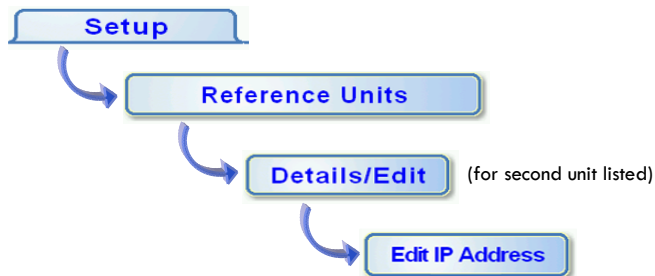 Setup
Reference Units
Details/Edit (for second unit listed)
Edit IP Address